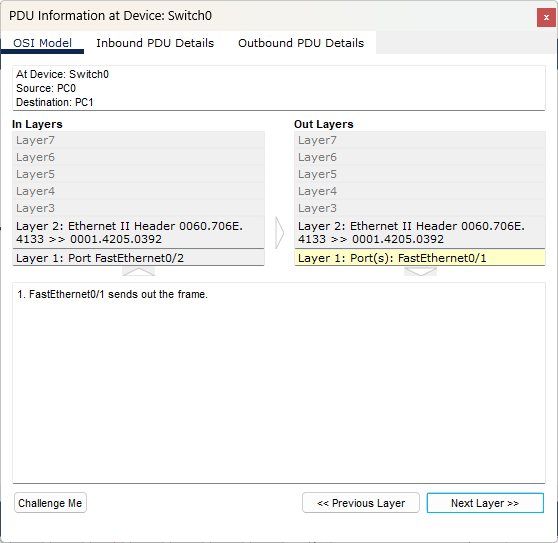 PDU Information at Device: Switch0
x
OSI Model
Inbound PDU Details
Outbound PDU Details
At Device: Switch0
Source: PC0
Destination: PC1
In Layers
Layer7
Layer6
Layer5
Layer4
Layer3
Layer 2: Ethernet II Header 0060.706E.
4133 >> 0001.4205.0392
Layer 1: Port FastEthernet0/2
Out Layers
Layer7
Layer6
Layer5
Layer4
Layer3
Layer 2: Ethernet II Header 0060.706E.
4133 >> 0001.4205.0392
Layer 1: Port(s): FastEthernet0/1
1. FastEthernet0/1 sends out the frame.
Challenge Me
<< Previous Layer
Next Layer >>